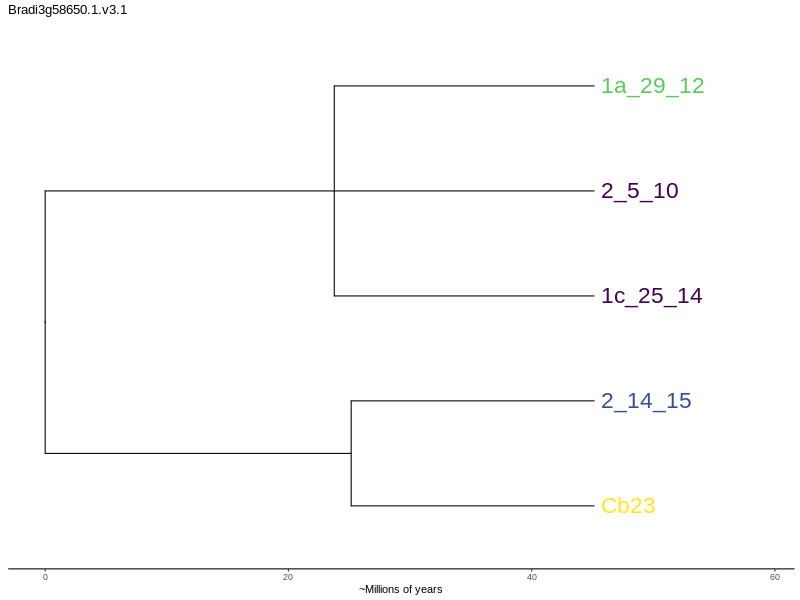 Bradi3g58650.1.v3.1
1a_29_12
2_5_10
1c_25_14
2_14_15
Cb23
0 20 40 60
~Millions of years